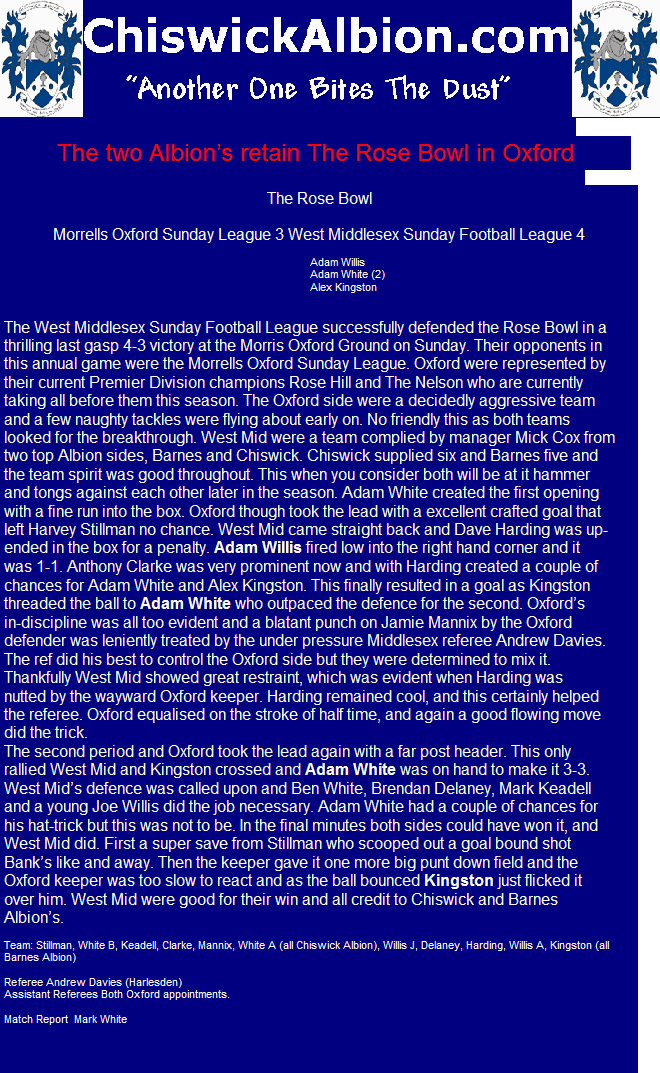 ChiswickAlbion.com
“Another One Bites The Dust”
The two Albion’s retain The Rose Bowl in Oxford
The Rose Bowl
Morrells Oxford Sunday League 3 West Middlesex Sunday Football League 4
Adam Willis
Adam White (2)
Alex Kingston
The West Middlesex Sunday Football League successfully defended the Rose Bowl in a
thrilling last gasp 4-3 victory at the Morris Oxford Ground on Sunday. Their opponents in
this annual game were the Morrells Oxford Sunday League. Oxford were represented by
their current Premier Division champions Rose Hill and The Nelson who are currently
taking all before them this season. The Oxford side were a decidedly aggressive team
and a few naughty tackles were flying about early on. No friendly this as both teams
looked for the breakthrough. West Mid were a team complied by manager Mick Cox from
two top Albion sides, Barnes and Chiswick. Chiswick supplied six and Barnes five and
the team spirit was good throughout. This when you consider both will be at it hammer
and tongs against each other later in the season. Adam White created the first opening
with a fine run into the box. Oxford though took the lead with a excellent crafted goal that
left Harvey Stillman no chance. West Mid came straight back and Dave Harding was up-
ended in the box for a penalty. Adam Willis fired low into the right hand corner and it
was 1-1. Anthony Clarke was very prominent now and with Harding created a couple of
chances for Adam White and Alex Kingston. This finally resulted in a goal as Kingston
threaded the ball to Adam White who outpaced the defence for the second. Oxford’s
in-discipline was all too evident and a blatant punch on Jamie Mannix by the Oxford
defender was leniently treated by the under pressure Middlesex referee Andrew Davies.
The ref did his best to control the Oxford side but they were determined to mix it.
Thankfully West Mid showed great restraint, which was evident when Harding was
nutted by the wayward Oxford keeper. Harding remained cool, and this certainly helped
the referee. Oxford equalised on the stroke of half time, and again a good flowing move
did the trick.
The second period and Oxford took the lead again with a far post header. This only
rallied West Mid and Kingston crossed and Adam White was on hand to make it 3-3.
West Mid’s defence was called upon and Ben White, Brendan Delaney, Mark Keadell
and a young Joe Willis did the job necessary. Adam White had a couple of chances for
his hat-trick but this was not to be. In the final minutes both sides could have won it, and
West Mid did. First a super save from Stillman who scooped out a goal bound shot
Bank’s like and away. Then the keeper gave it one more big punt down field and the
Oxford keeper was too slow to react and as the ball bounced Kingston just flicked it
over him. West Mid were good for their win and all credit to Chiswick and Barnes
Albion’s.
Team: Stillman, White B, Keadell, Clarke, Mannix, White A (all Chiswick Albion), Willis J, Delaney, Harding, Willis A, Kingston (all
Barnes Albion)
Referee Andrew Davies (Harlesden)
Assistant Referees Both Oxford appointments.
Match Report  Mark White